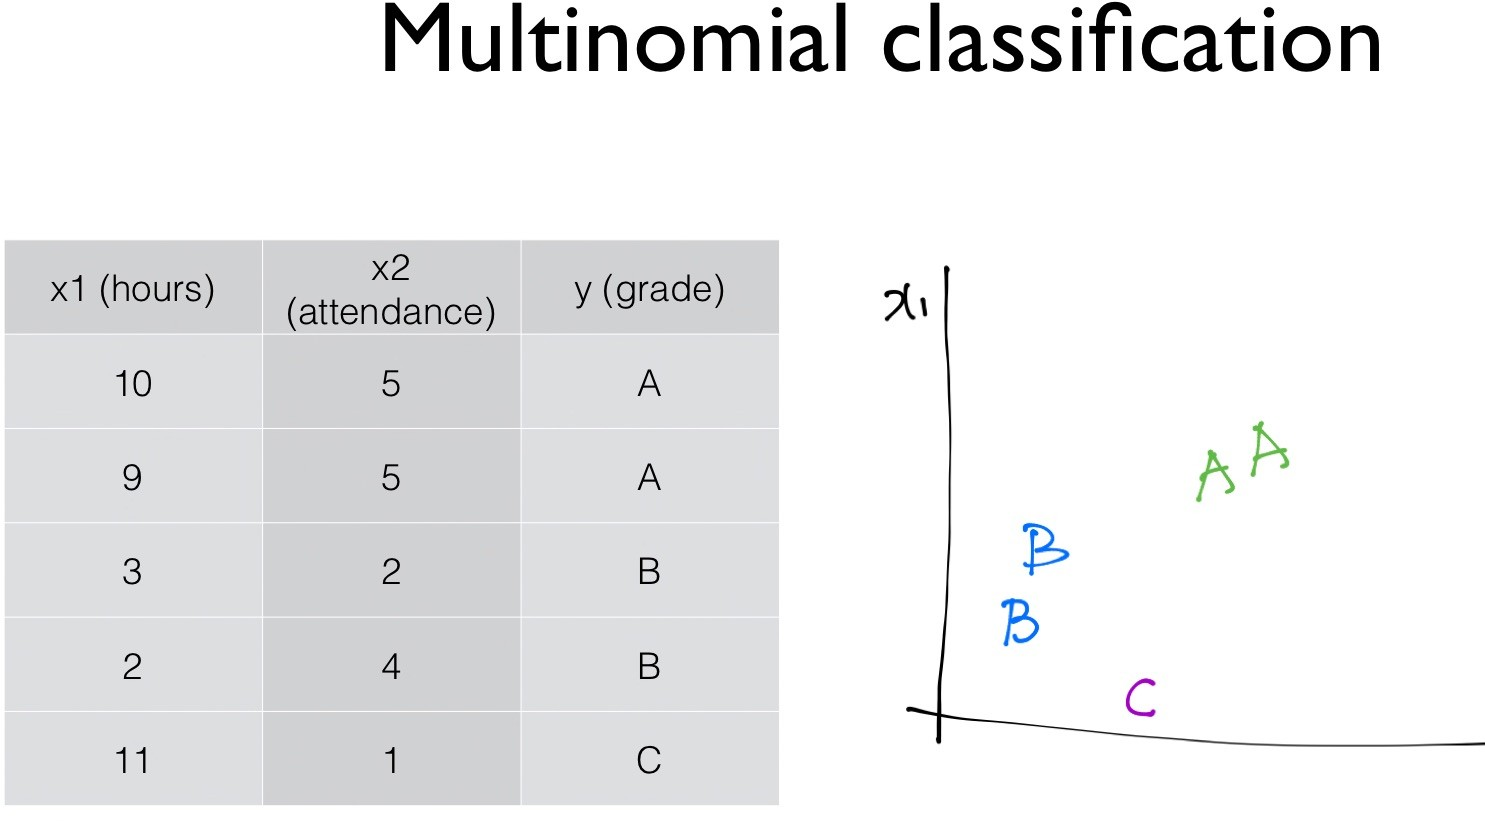 Multinomial classification
x1 (hours) x2 (attendance) y (grade)
10 5 A
9 5 A
3 2 B
2 4 B
11 1 C
x1
A A
B
B
C